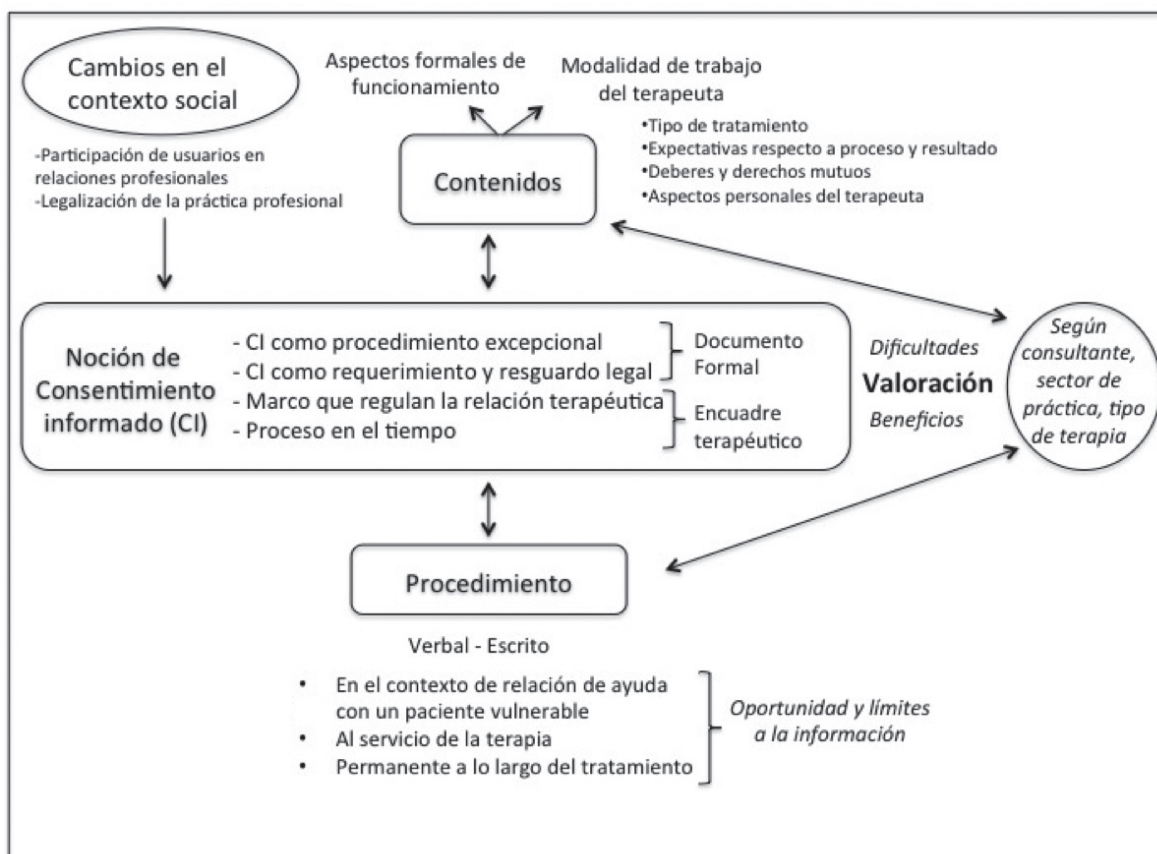 Cambios en el
contexto social
-Participación de usuarios en
relaciones profesionales
-Legalización de la práctica profesional
Aspectos formales de
funcionamiento
Modalidad de trabajo
del terapeuta
•Tipo de tratamiento
•Expectativas respecto a proceso y resultado
•Deberes y derechos mutuos
•Aspectos personales del terapeuta
Contenidos
Noción de
Consentimiento
informado (CI)
- CI como procedimiento excepcional
- CI como requerimiento y resguardo legal
- Marco que regulan la relación terapéutica
- Proceso en el tiempo
Documento
Formal
Encuadre
terapéutico
Dificultades
Valoración
Beneficios
Según
consultante,
sector de
práctica, tipo
de terapia
Procedimiento
Verbal - Escrito
• En el contexto de relación de ayuda
con un paciente vulnerable
• Al servicio de la terapia
• Permanente a lo largo del tratamiento
Oportunidad y límites
a la información